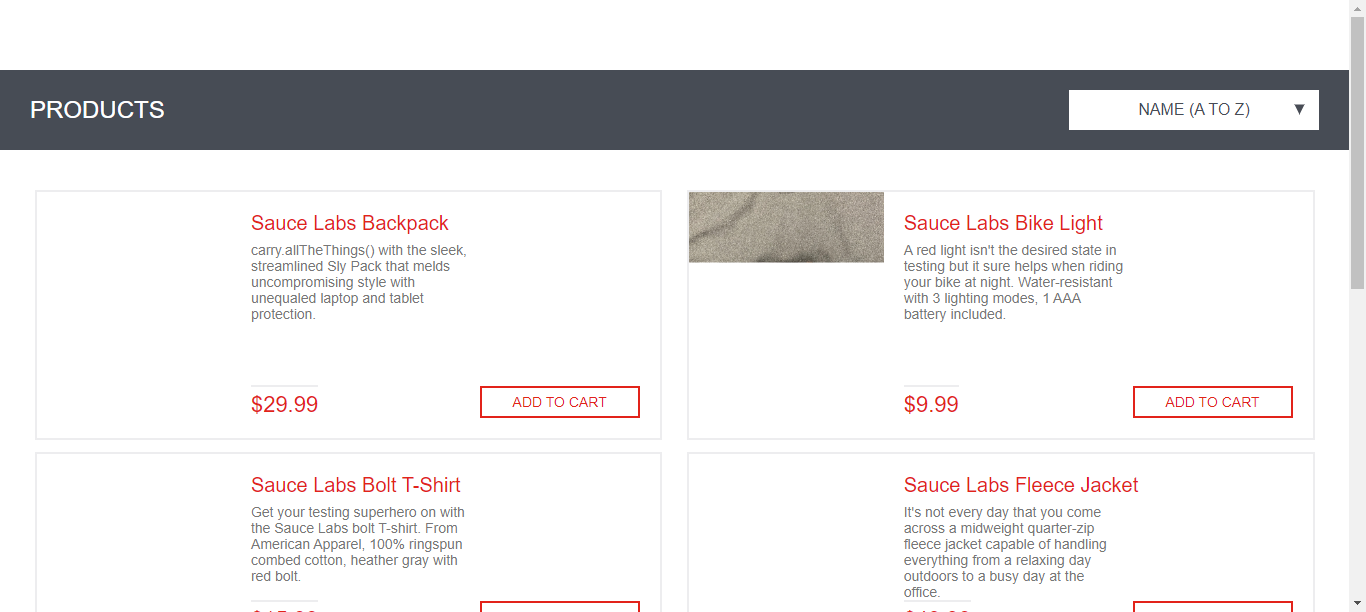 PRODUCTS
NAME (A TO Z) ▼
Sauce Labs Backpack
carry.allTheThings() with the sleek,
streamlined Sly Pack that melds
uncompromising style with
unequaled laptop and tablet
protection.
$29.99
ADD TO CART
Sauce Labs Bike Light
A red light isn't the desired state in
testing but it sure helps when riding
your bike at night. Water-resistant
with 3 lighting modes, 1 AAA
battery included.
$9.99
ADD TO CART
Sauce Labs Bolt T-Shirt
Get your testing superhero on with
the Sauce Labs bolt T-shirt. From
American Apparel, 100% ringspun
combed cotton, heather gray with
red bolt.
Sauce Labs Fleece Jacket
It's not every day that you come
across a midweight quarter-zip
fleece jacket capable of handling
everything from a relaxing day
outdoors to a busy day at the
office.